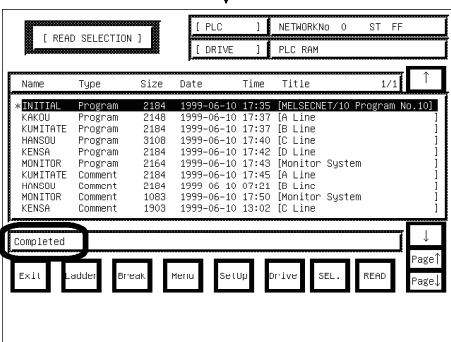 [ READ SELECTION ]
[ PLC ] NETWORKNo 0 ST FF
[ DRIVE ] PLC RAM
Name Type Size Date Time Title 1/1
↑
*INITIAL Program 2184 1999-06-10 17:35 [MELSECNET/10 Program No.10]
KAKOU Program 2148 1999-06-10 17:37 [A Line ]
KUMITATE Program 2184 1999-06-10 17:37 [B Line ]
HANSOU Program 3108 1999-06-10 17:40 [C Line ]
KENSA Program 2184 1999-06-10 17:42 [D Line ]
MONITOR Program 2164 1999-06-10 17:43 [Monitor System ]
KUMITATE Comment 2184 1999-06-10 17:45 [A Line ]
HANSOU Comment 2184 1999 06 10 07:21 [B Line ]
MONITOR Comment 1083 1999-06-10 17:50 [Monitor System ]
KENSA Comment 1903 1999-06-10 13:02 [C Line ]
Completed
↓
Page↑
Exit Ladder Break Menu SetUp Drive SEL. READ
Page↓